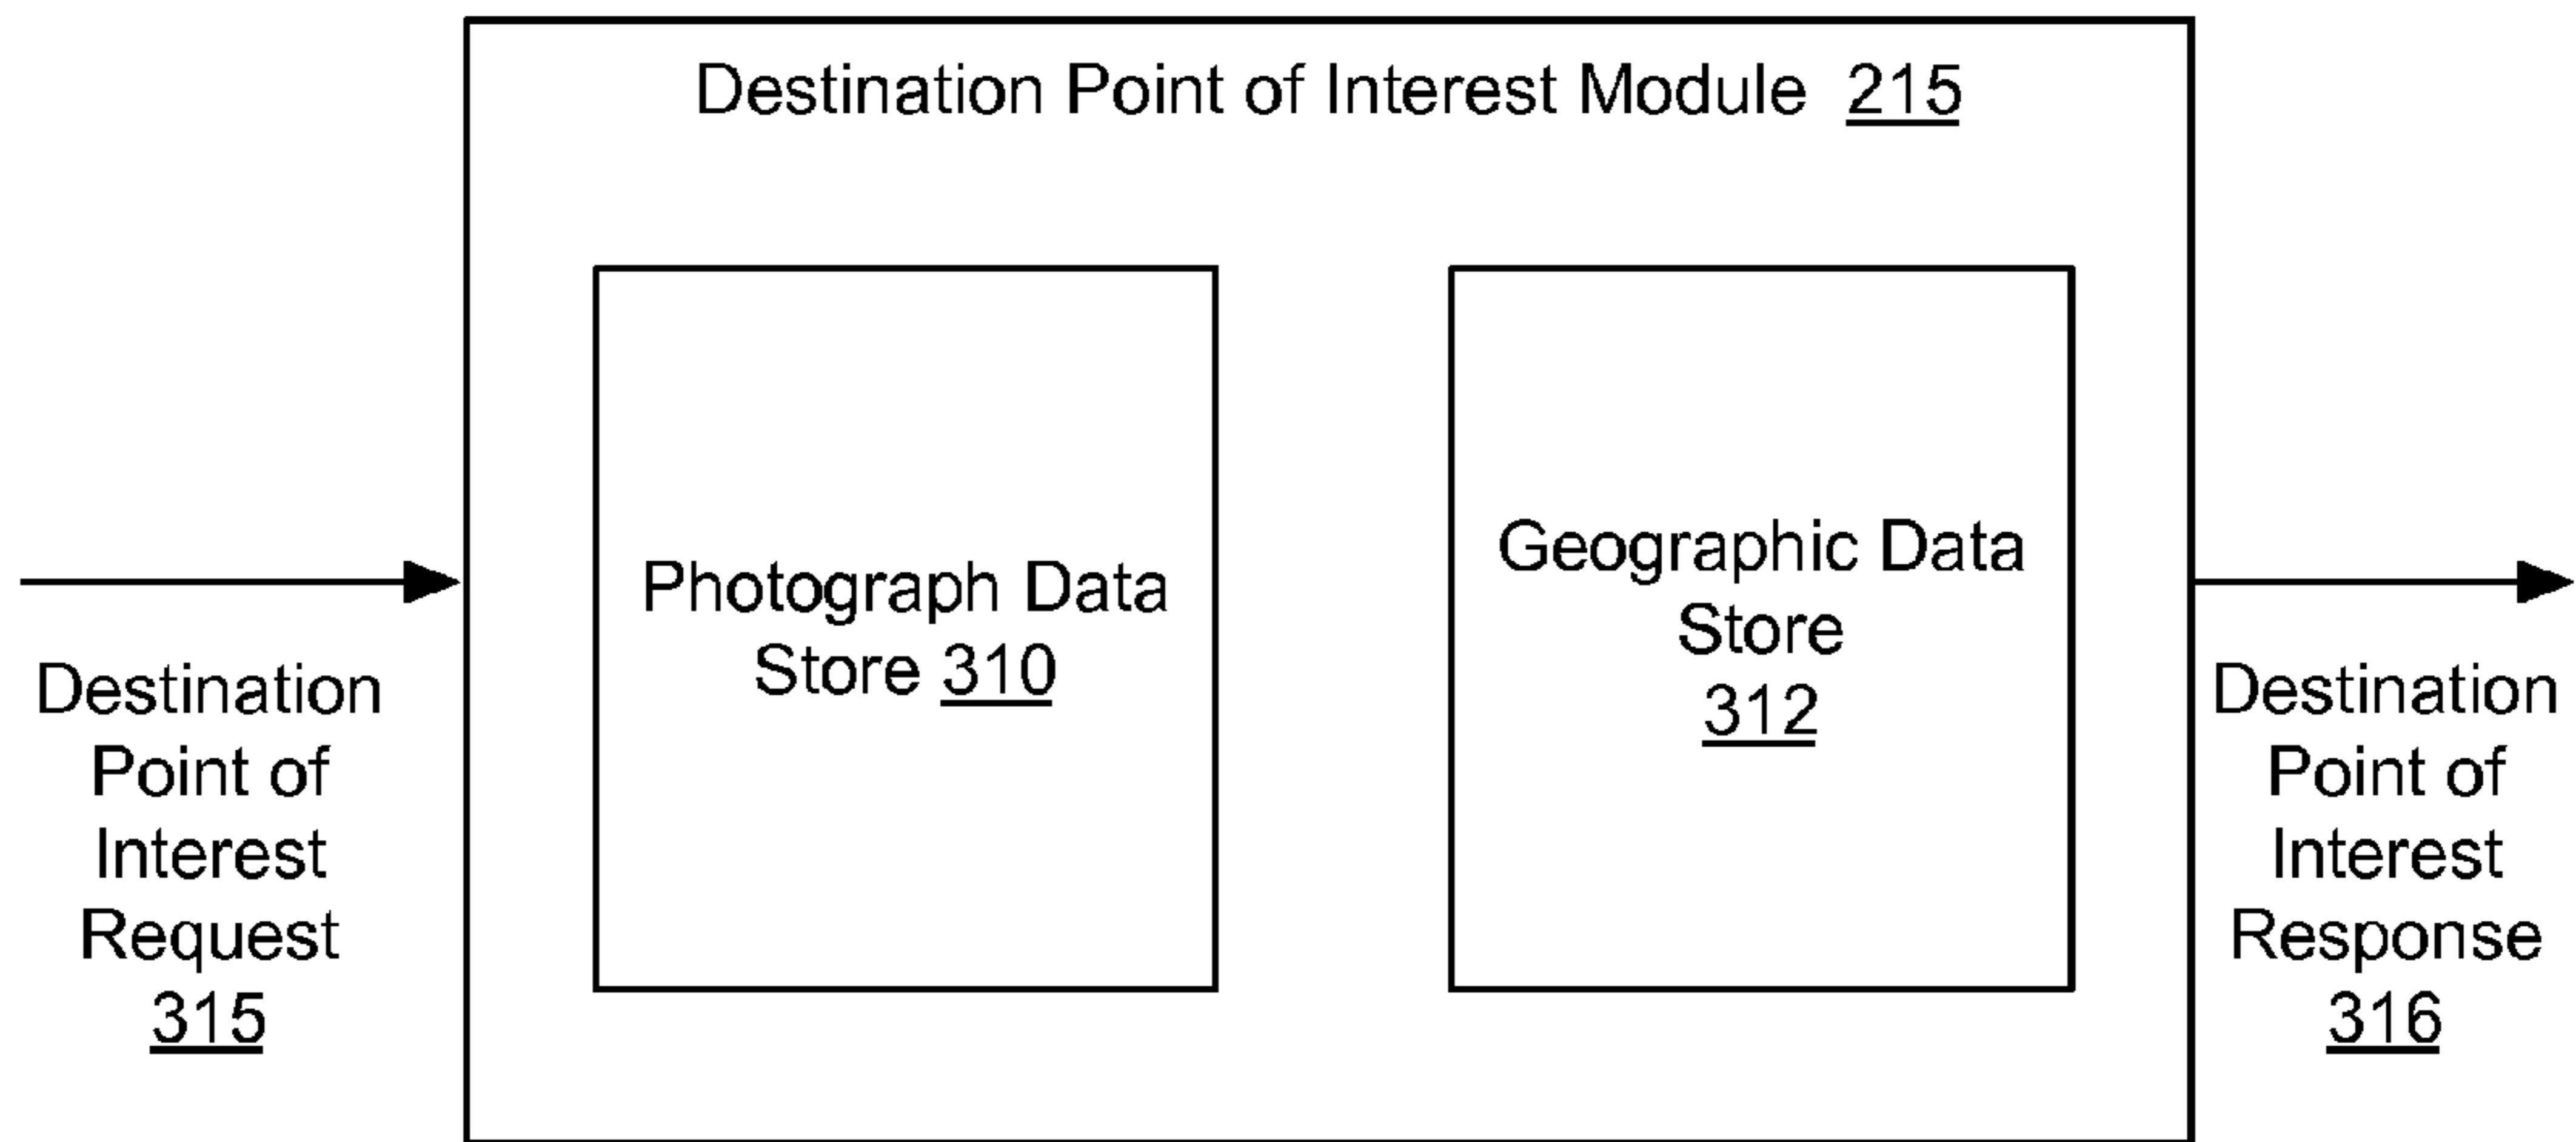 Destination Point of Interest Module 215
Destination
Point of
Interest
Request
315
Photograph Data
Store 310
Geographic Data
Store
312
Destination
Point of
Interest
Response
316